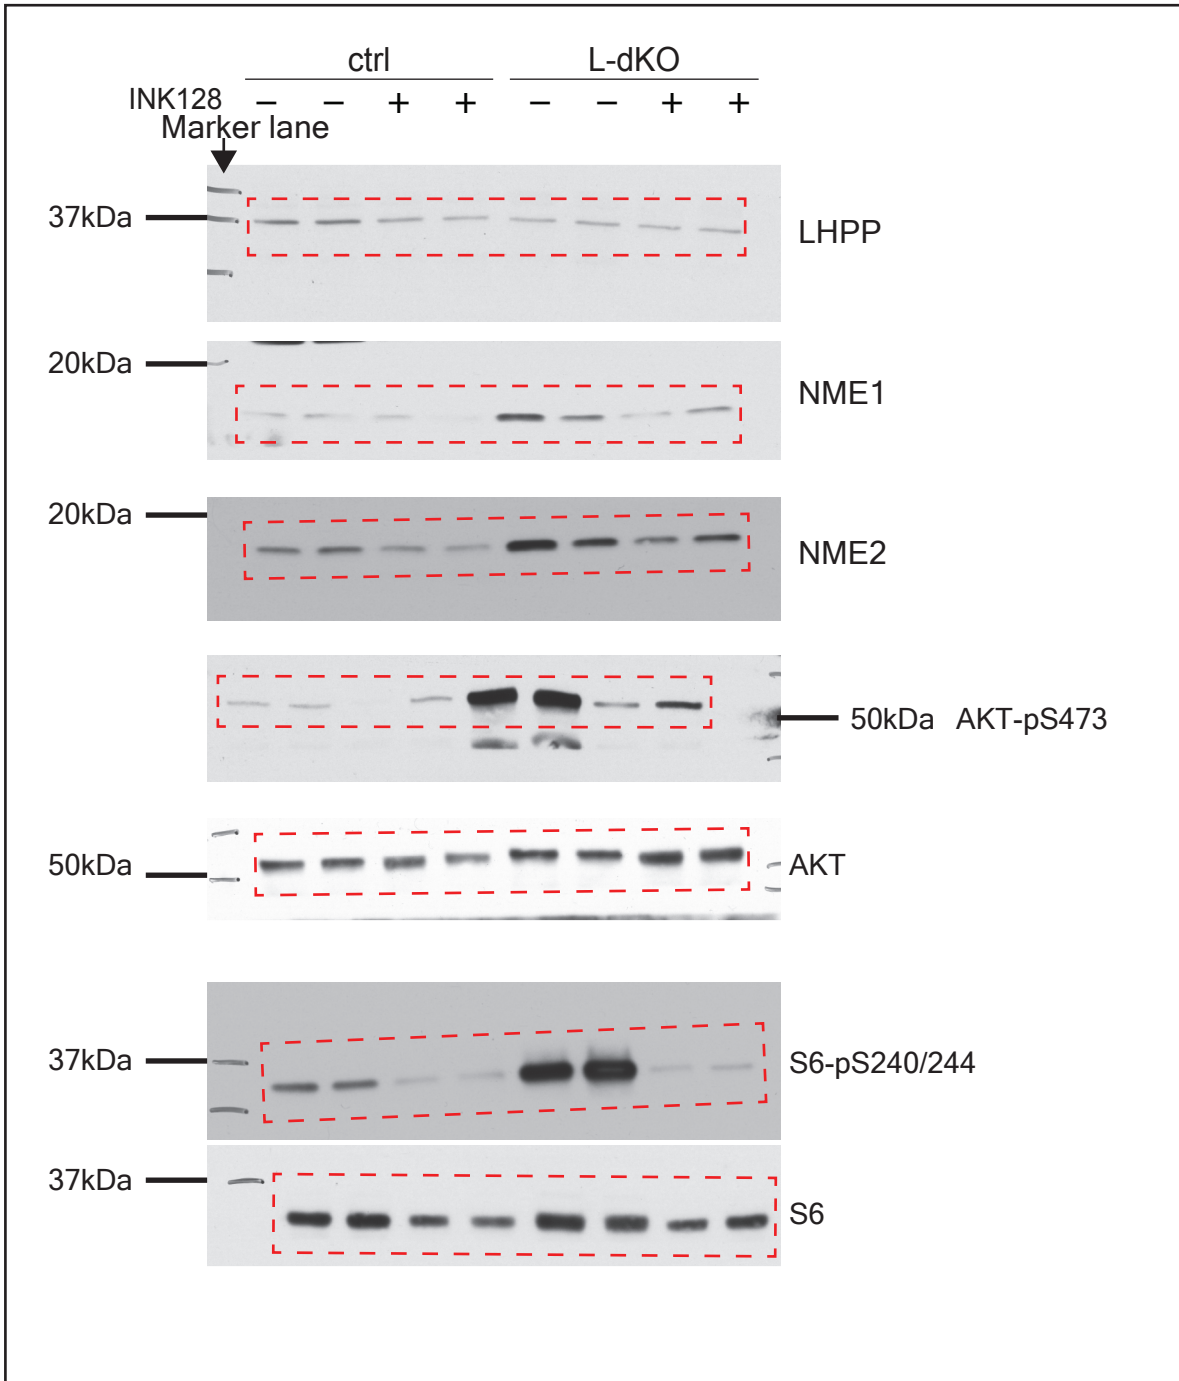 ctrl L-dKO
INK128 − − + + − − + +
Marker lane
37kDa LHPP
20kDa NME1
20kDa NME2
50kDa AKT-pS473
50kDa AKT
37kDa S6-pS240/244
37kDa S6